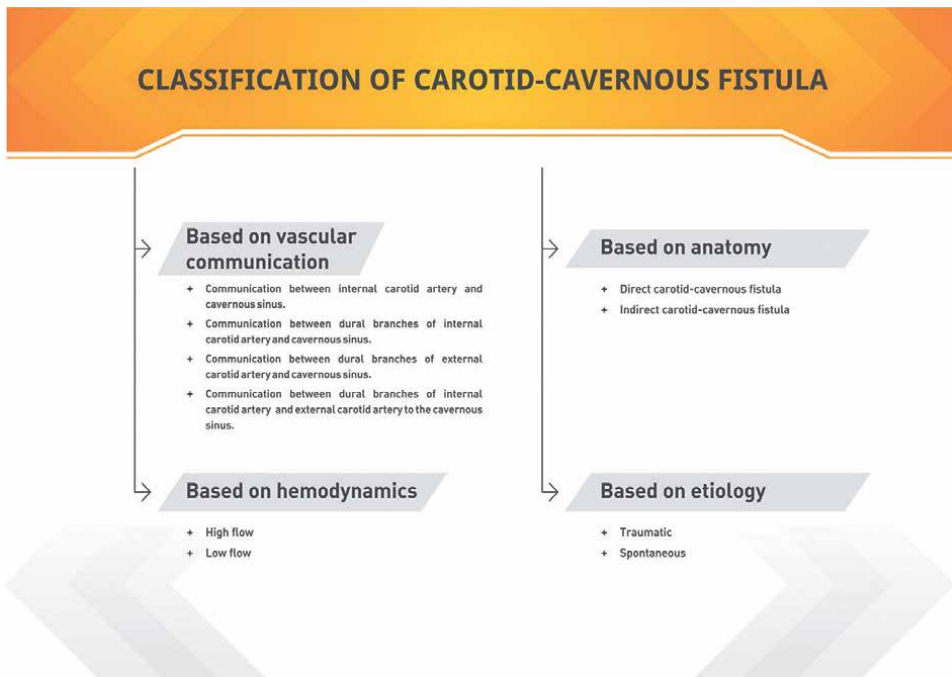 CLASSIFICATION OF CAROTID-CAVERNOUS FISTULA
Based on vascular
communication
+ Communication between internal carotid artery and
cavernous sinus.
+ Communication between dural branches of internal
carotid artery and cavernous sinus.
+ Communication between dural branches of external
carotid artery and cavernous sinus.
+ Communication between dural branches of internal
carotid artery and external carotid artery to the cavernous
sinus.
Based on hemodynamics
+ High flow
+ Low flow
Based on anatomy
+ Direct carotid-cavernous fistula
+ Indirect carotid-cavernous fistula
Based on etiology
+ Traumatic
+ Spontaneous